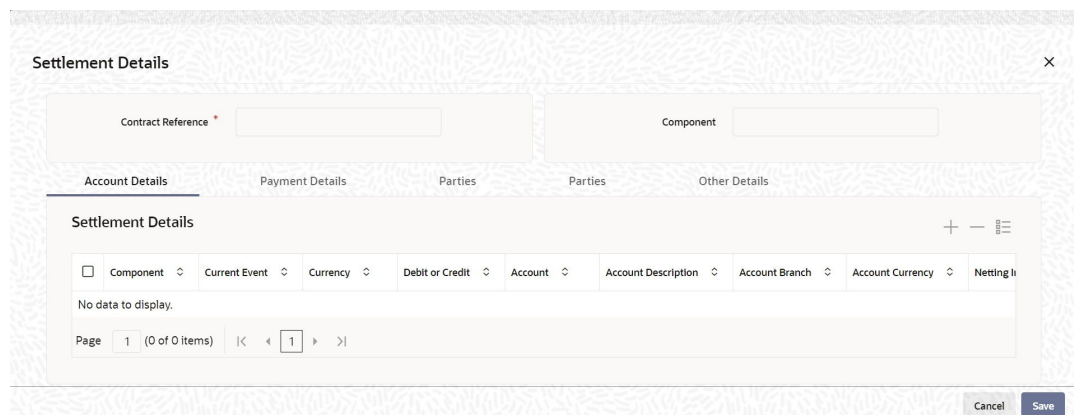 Settlement Details
Contract Reference *
Component
Account Details Payment Details Parties Parties Other Details
Settlement Details
Component Current Event Currency Debit or Credit Account Account Description Account Branch Account Currency Netting
No data to display.
Page 1 (0 of 0 items) 1
Cancel Save